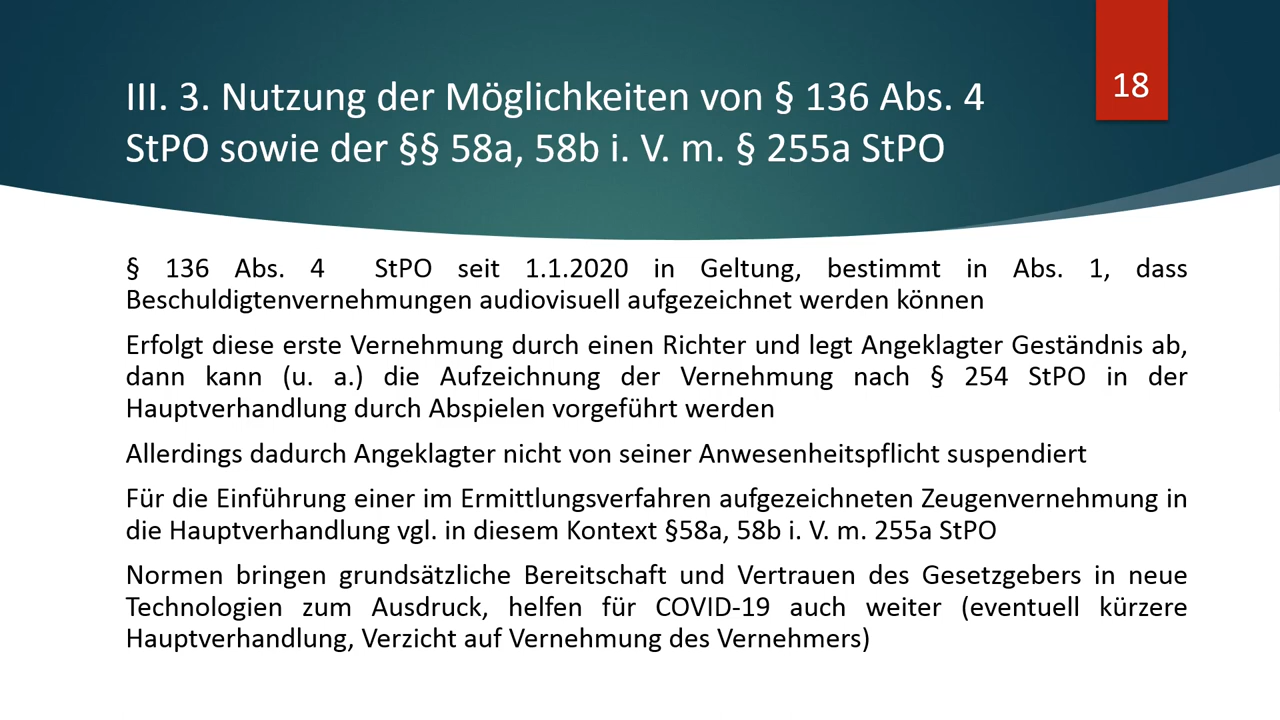 III. 3. Nutzung der Möglichkeiten von § 136 Abs. 4
StPO sowie der §§ 58a, 58b i. V. m. § 255a StPO
18
§ 136 Abs. 4 StPO seit 1.1.2020 in Geltung, bestimmt in Abs. 1, dass
Beschuldigtenvernehmungen audiovisuell aufgezeichnet werden können
Erfolgt diese erste Vernehmung durch einen Richter und legt Angeklagter Geständnis ab,
dann kann (u. a.) die Aufzeichnung der Vernehmung nach § 254 StPO in der
Hauptverhandlung durch Abspielen vorgeführt werden
Allerdings dadurch Angeklagter nicht von seiner Anwesenheitspflicht suspendiert
Für die Einführung einer im Ermittlungsverfahren aufgezeichneten Zeugenvernehmung in
die Hauptverhandlung vgl. in diesem Kontext §58a, 58b i. V. m. 255a StPO
Normen bringen grundsätzliche Bereitschaft und Vertrauen des Gesetzgebers in neue
Technologien zum Ausdruck, helfen für COVID-19 auch weiter (eventuell kürzere
Hauptverhandlung, Verzicht auf Vernehmung des Vernehmers)